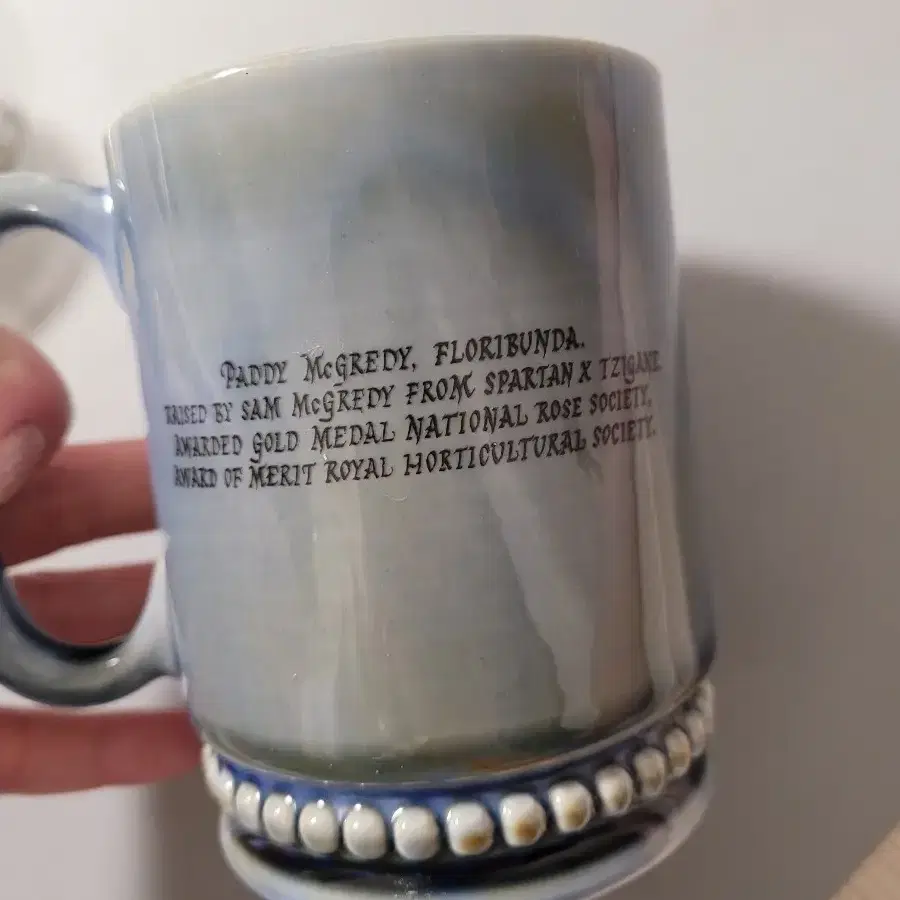 PADDY McGREDY, FLORIBUNDA.
RAISED BY SAM McGREDY FROM SPARTAN X TZIGANE.
AWARDED GOLD MEDAL NATIONAL ROSE SOCIETY,
AWARD OF MERIT ROYAL HORTICULTURAL SOCIETY.